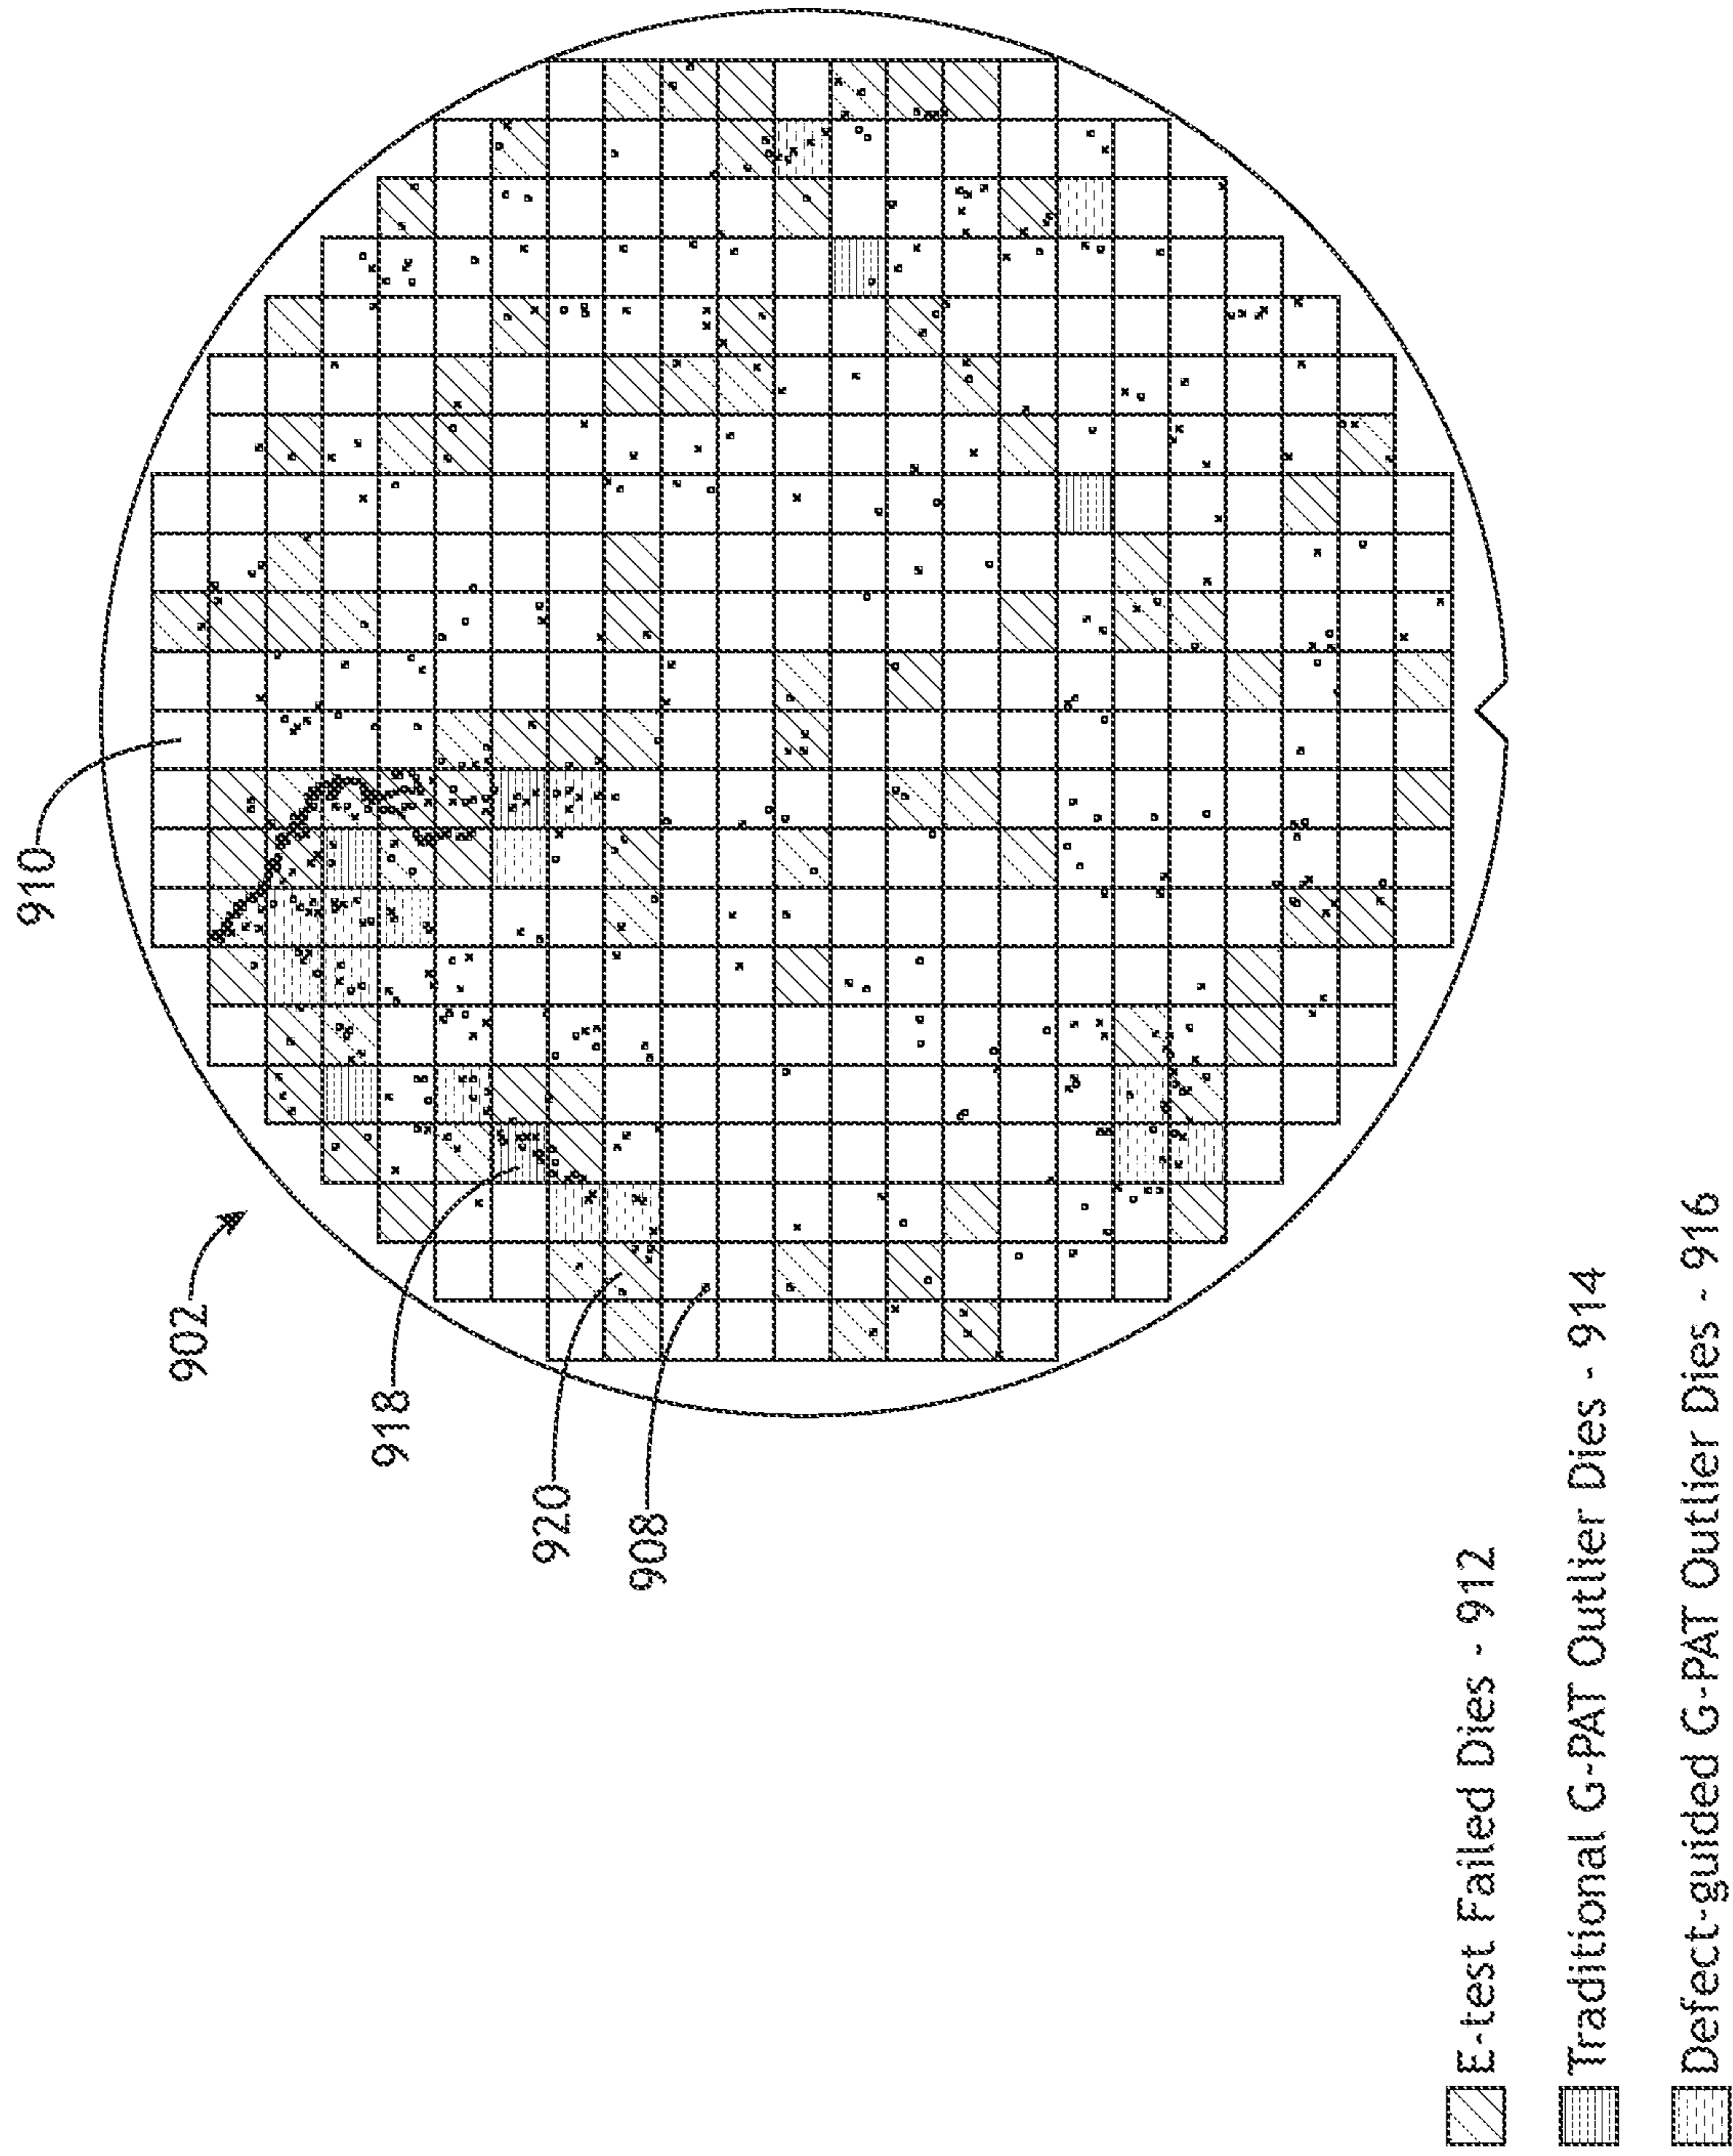 910
902
918
920
908
E-test Failed Dies - 912
Traditional G-PAT Outlier Dies - 914
Defect-guided G-PAT Outlier Dies - 916